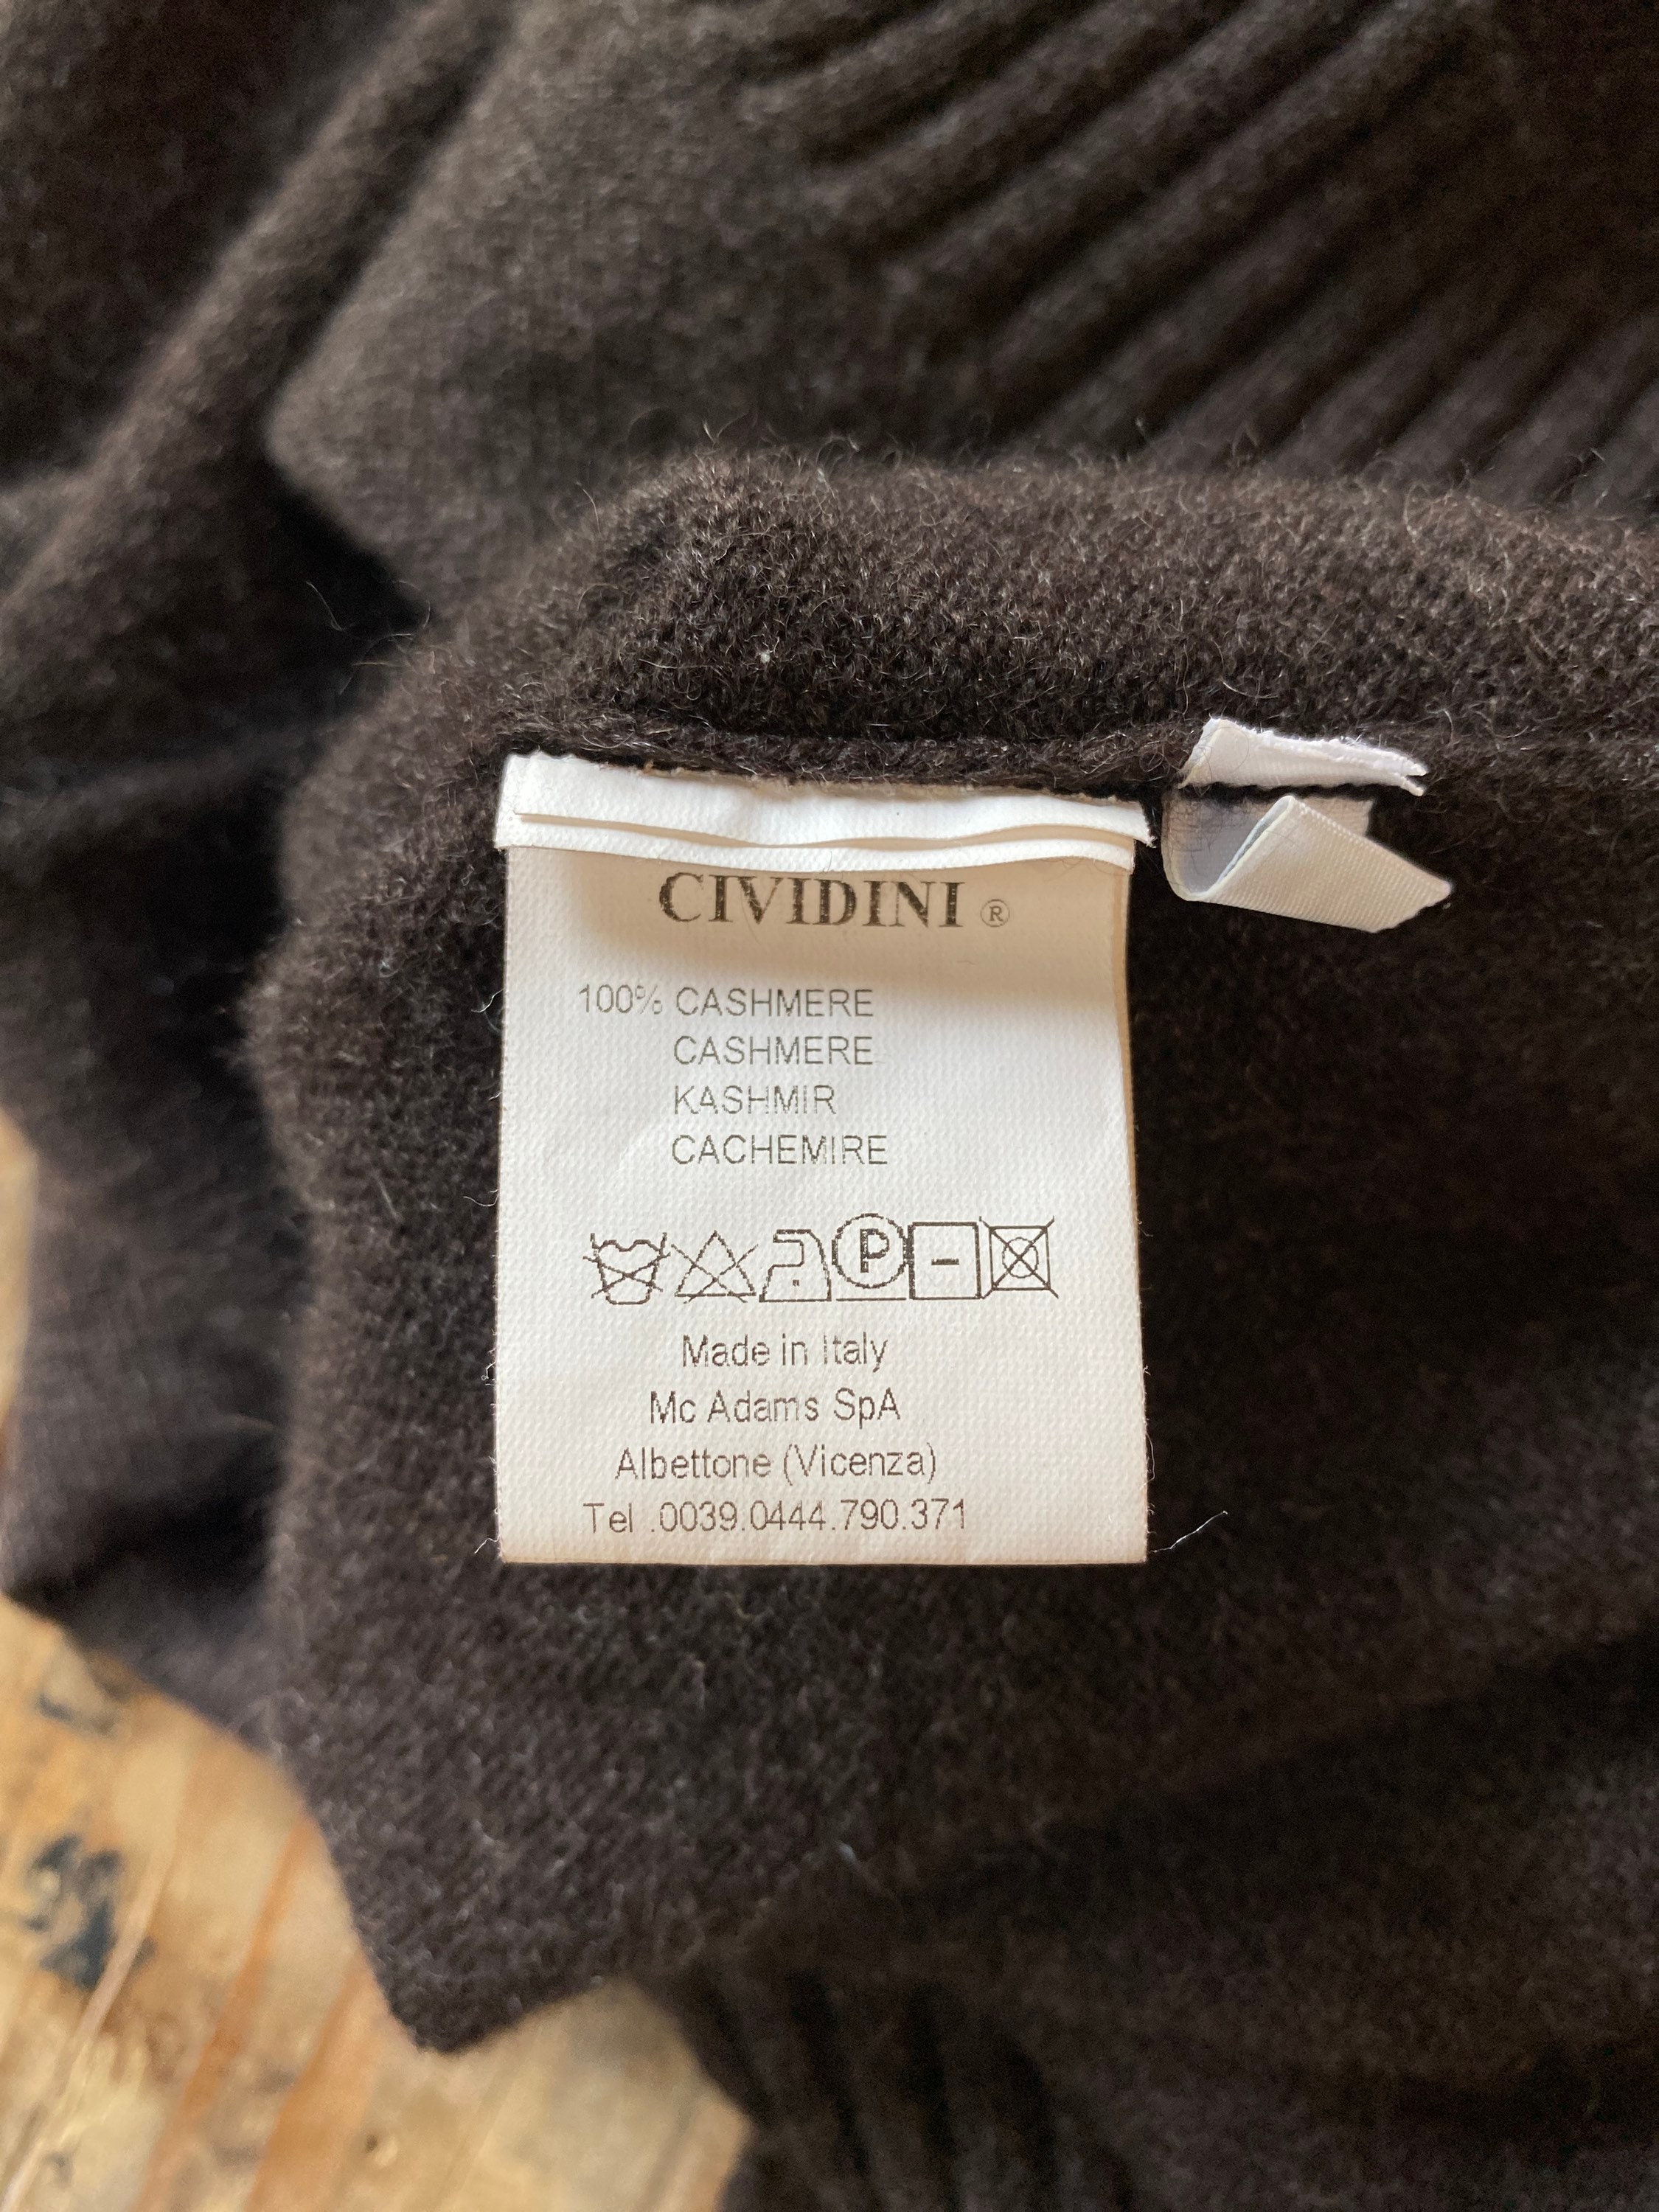 CIVIDINI ®
100% CASHMERE
CASHMERE
KASHMIR
CACHEMIRE
P
Made in Italy
Mc Adams SpA
Albettone (Vicenza)
Tel .0039.0444.790.371